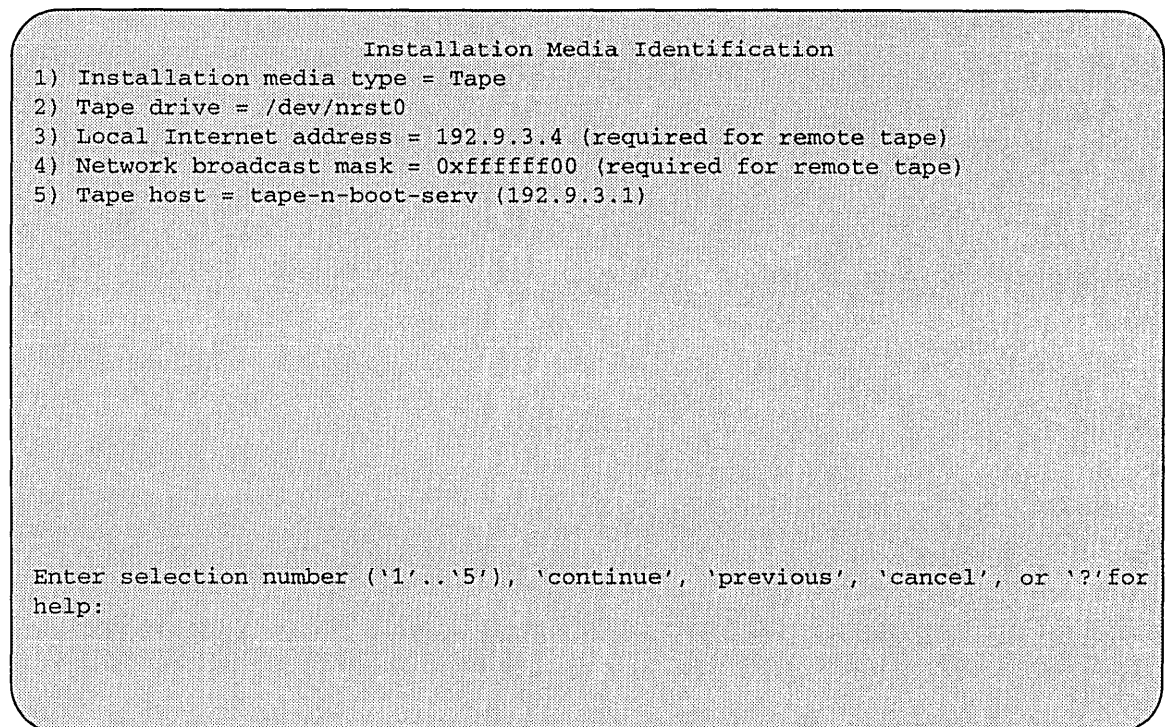 Installation Media Identification
1) Installation media type = Tape
2) Tape drive = /dev/nrst0
3) Local Internet address = 192.9.3.4 (required for remote tape)
4) Network broadcast mask = 0xffffff00 (required for remote tape)
5) Tape host = tape-n-boot-serv (192.9.3.1)
Enter selection number (`1'..`5'), `continue', `previous', `cancel', or `?'for
help: